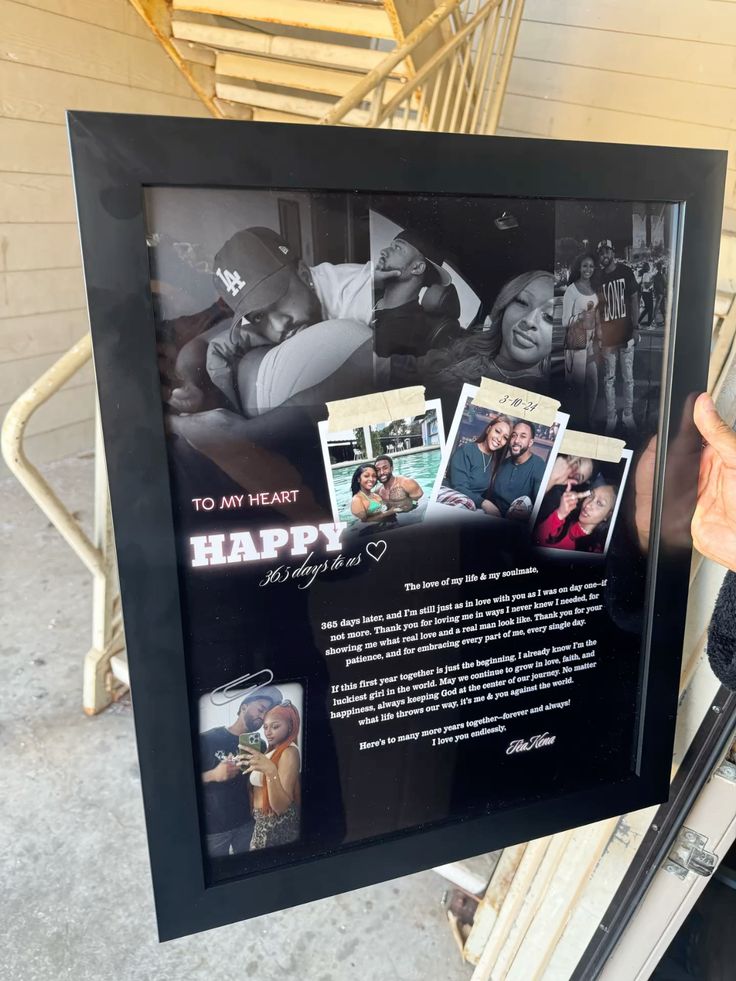 LA
LONE
3-10-24
TO MY HEART
HAPPY
365 days to us
The love of my life & my soulmate,
365 days later, and I'm still just as in love with you as I was on day one–if
not more. Thank you for loving me in ways I never knew I needed, for
showing me what real love and a real man look like. Thank you for your
patience, and for embracing every part of me, every single day.
If this first year together is just the beginning, I already know I'm the
luckiest girl in the world. May we continue to grow in love, faith, and
happiness, always keeping God at the center of our journey. No matter
what life throws our way, it's me & you against the world.
Here's to many more years together–forever and always!
I love you endlessly,
TeaNena